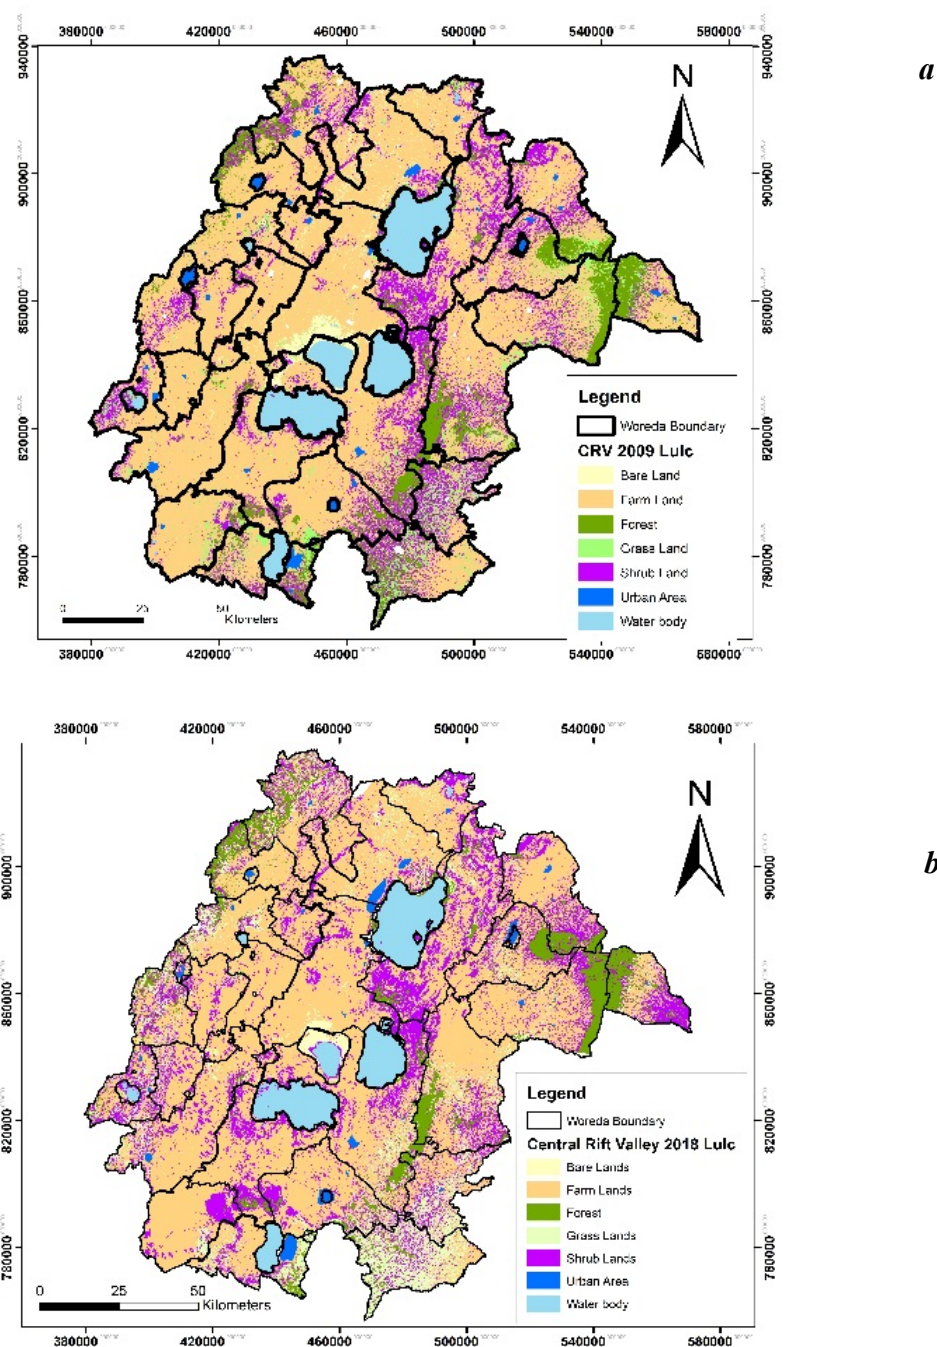 380000 420000 460000 500000 540000 580000
a
940000 940000
N
900000 900000
860000 860000
Legend
Woreda Boundary
820000 820000
CRV 2009 Lulc
Bare Land
Farm Land
Forest
Grass Land
780000 780000
Shrub Land
Urban Area
0 25 50
Kilometers
Water body
380000 420000 460000 500000 540000 580000
380000 420000 460000 500000 540000 580000
N
b
900000 900000
860000 860000
Legend
Woreda Boundary
820000 820000
Central Rift Valley 2018 Lulc
Bare Lands
Farm Lands
Forest
Grass Lands
780000 780000
Shrub Lands
Urban Area
0 25 50
Kilometers
Water body
380000 420000 460000 500000 540000 580000